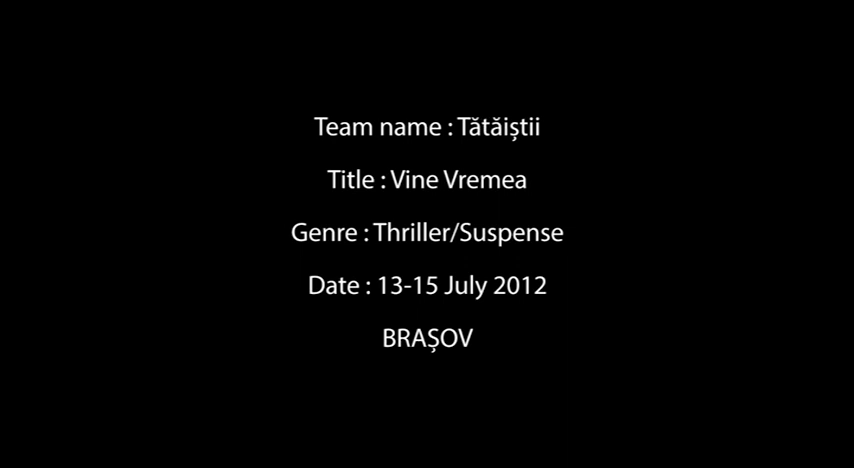 Team name : Tătăiștii
Title : Vine Vremea
Genre : Thriller/Suspense
Date : 13-15 July 2012
BRAȘOV